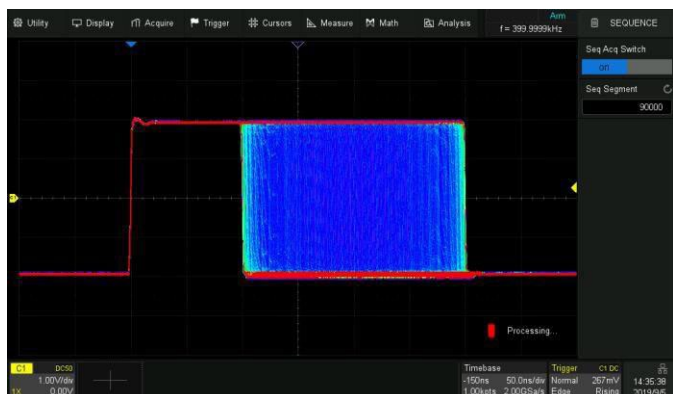 Utility Display Acquire Trigger Cursors Measure Math Analysis
Arm
f = 399.9999kHz
SEQUENCE
Seq Acq Switch
on
Seq Segment
90000
Processing...
C1 DC50
1.00V/div
1X 0.00V
Timebase
-150ns 50.0ns/div
1.00kpts 2.00GSa/s
Trigger C1 DC
Normal 267mV
Edge Rising
14:35:38
2019/9/5